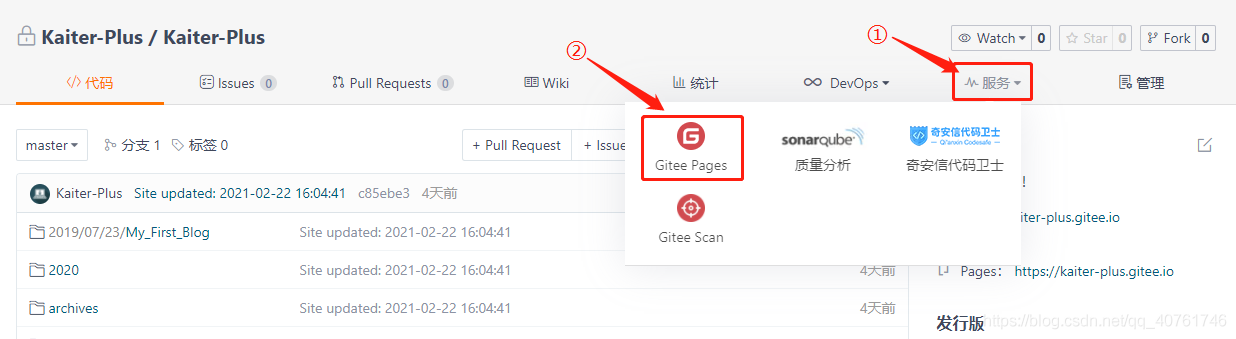 Kaiter-Plus / Kaiter-Plus
① Watch 0 Star 0 Fork 0
②
代码 Issues 0 Pull Requests 0 Wiki 统计 DevOps 服务 管理
master 分支 1 标签 0 + Pull Request + Issu
G
Gitee Pages
sonarqube
质量分析
奇安信代码卫士
Qi'anxin Codesafe
奇安信代码卫士
Gitee Scan
!
iter-plus.gitee.io
Pages: https://kaiter-plus.gitee.io
发行版
Kaiter-Plus Site updated: 2021-02-22 16:04:41 c85ebe3 4天前
2019/07/23/My_First_Blog Site updated: 2021-02-22 16:04:41
2020 Site updated: 2021-02-22 16:04:41 4天前
archives Site updated: 2021-02-22 16:04:41 4天前
https://blog.csdn.net/qq_40761746